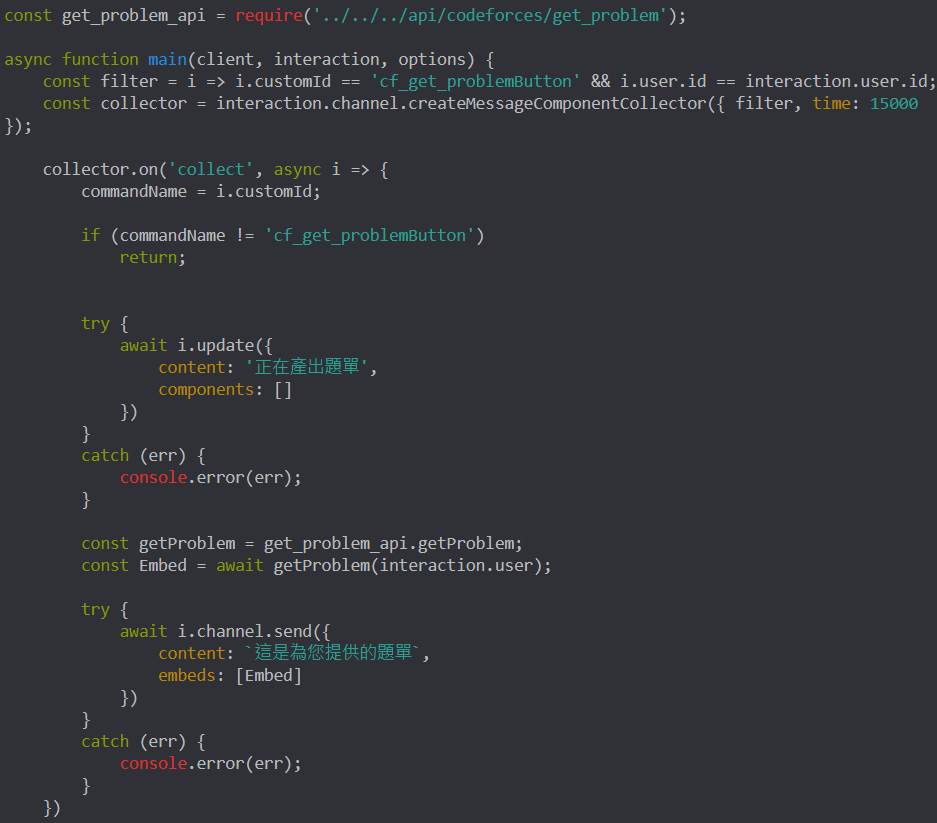 const get_problem_api = require('../../../api/codeforces/get_problem');
async function main(client, interaction, options) {
const filter = i => i.customId == 'cf_get_problemButton' && i.user.id == interaction.user.id;
const collector = interaction.channel.createMessageComponentCollector({ filter, time: 15000
});
collector.on('collect', async i => {
commandName = i.customId;
if (commandName != 'cf_get_problemButton')
return;
try {
await i.update({
content: '正在產出題單',
components: []
})
}
catch (err) {
console.error(err);
}
const getProblem = get_problem_api.getProblem;
const Embed = await getProblem(interaction.user);
try {
await i.channel.send({
content: `這是為您提供的題單`,
embeds: [Embed]
})
}
catch (err) {
console.error(err);
}
})